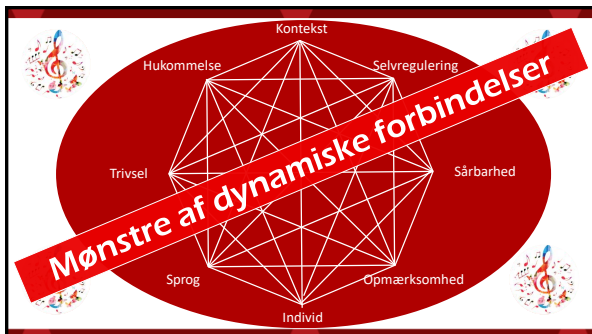 Kontekst
Hukommelse
Selvregulering
Mønstre af dynamiske forbindelser
Trivsel
Sårbarhed
Sprog
Opmærksomhed
Individ